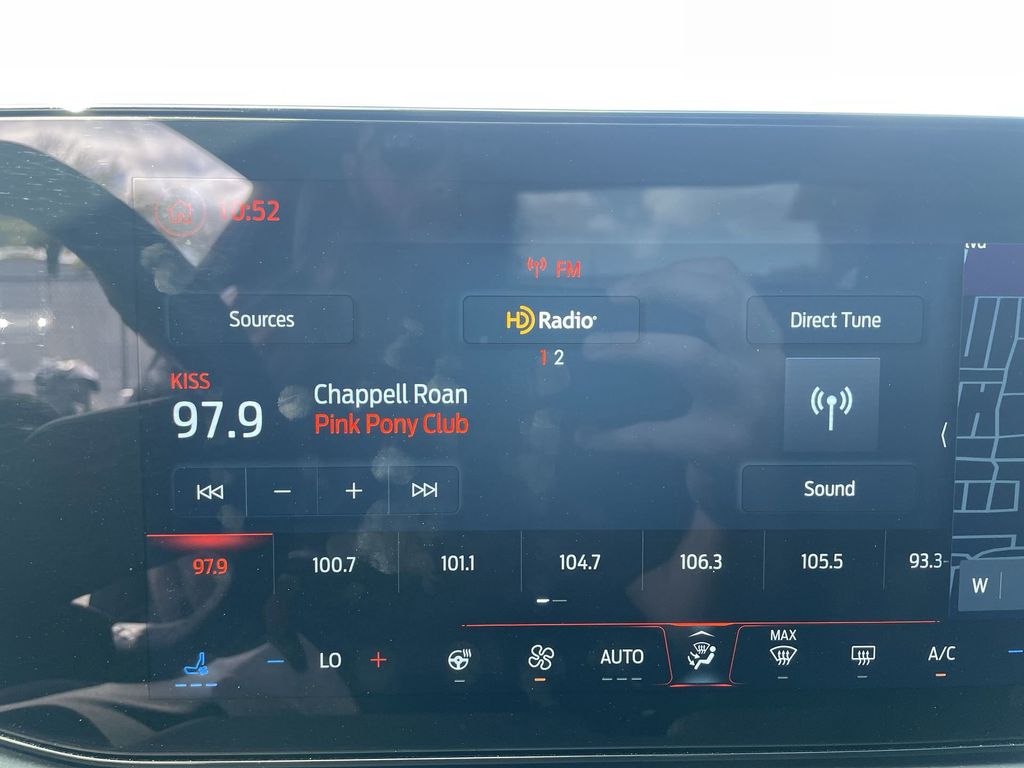 10:52
FM
Sources
HD Radio
Direct Tune
1 2
KISS
97.9
Chappell Roan
Pink Pony Club
Sound
97.9
100.7
101.1
104.7
106.3
105.5
93.3-
W
LO
AUTO
MAX
A/C